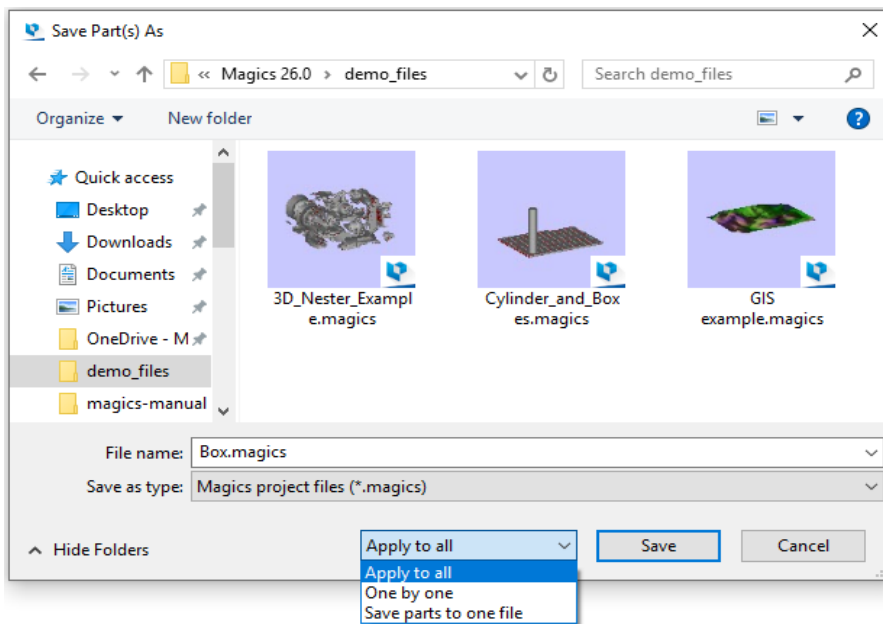 Save Part(s) As
« Magics 26.0 › demo_files
Search demo_files
Organize
New folder
Quick access
Desktop
Downloads
Documents
Pictures
OneDrive - M
demo_files
magics-manual
3D_Nester_Exampl
e.magics
Cylinder_and_Box
es.magics
GIS
example.magics
File name: Box.magics
Save as type: Magics project files (*.magics)
Hide Folders
Apply to all
Save
Cancel
Apply to all
One by one
Save parts to one file